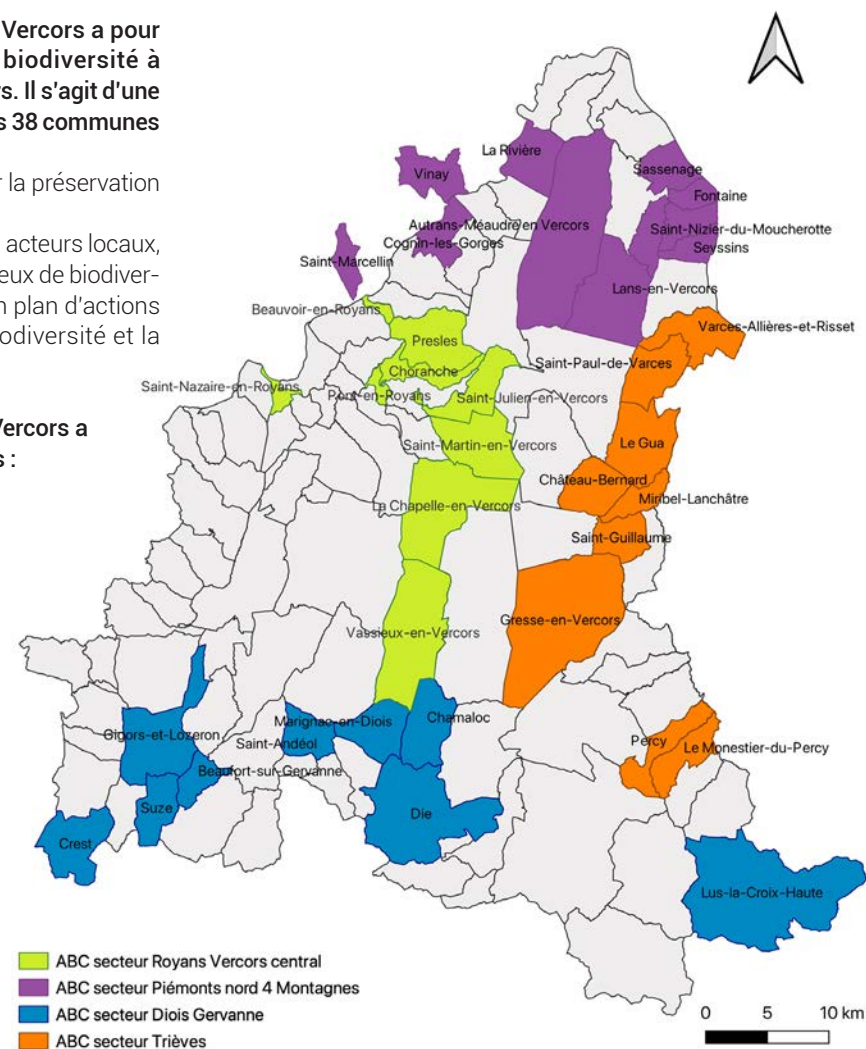 Vercors a pour
biodiversité à
rs. Il s'agit d'une
s 38 communes
r la préservation
acteurs locaux,
eux de biodiver-
n plan d'actions
odiversité et la
Vercors a
s :
La Rivière
Vinay
Sassenage
Fontaine
Autrans-Méaudre en Vercors
Saint-Nizier-du-Moucherotte
Cognin-les-Gorges
Seyssins
Saint-Marcellin
Lans-en-Vercors
Beauvoir-en-Royans
Varces-Allières-et-Risset
Presles
Saint-Paul-de-Varces
Choranche
Saint-Nazaire-en-Royans
Pont-en-Royans
Saint-Julien-en-Vercors
Saint-Martin-en-Vercors
Le Gua
Château-Bernard
La Chapelle-en-Vercors
Miribel-Lanchâtre
Saint-Guillaume
Vassieux-en-Vercors
Gresse-en-Vercors
Marignac-en-Diois
Chamaloc
Gigors-et-Lozeron
Saint-Andéol
Percy
Le Monestier-du-Percy
Beaufort-sur-Gervanne
Suze
Die
Crest
Lus-la-Croix-Haute
ABC secteur Royans Vercors central
ABC secteur Piémonts nord 4 Montagnes
ABC secteur Diois Gervanne
ABC secteur Trièves
0 5 10 km